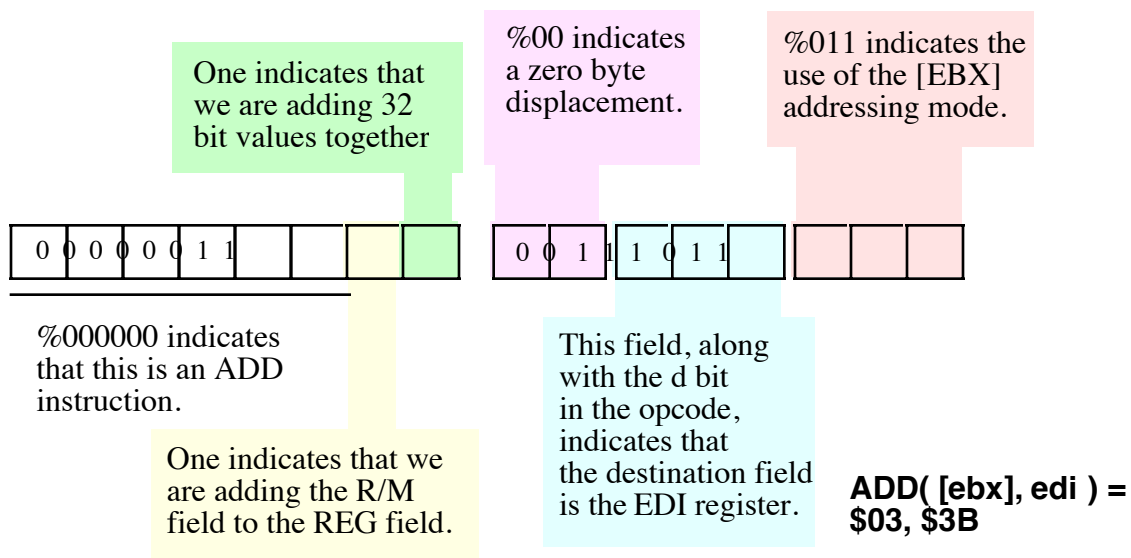 One indicates that
we are adding 32
bit values together
%00 indicates
a zero byte
displacement.
%011 indicates the
use of the [EBX]
addressing mode.
0 0 0 0 0 0 1 1
0 0 1 1 1 0 1 1
%000000 indicates
that this is an ADD
instruction.
One indicates that we
are adding the R/M
field to the REG field.
This field, along
with the d bit
in the opcode,
indicates that
the destination field
is the EDI register.
ADD( [ebx], edi ) =
$03, $3B